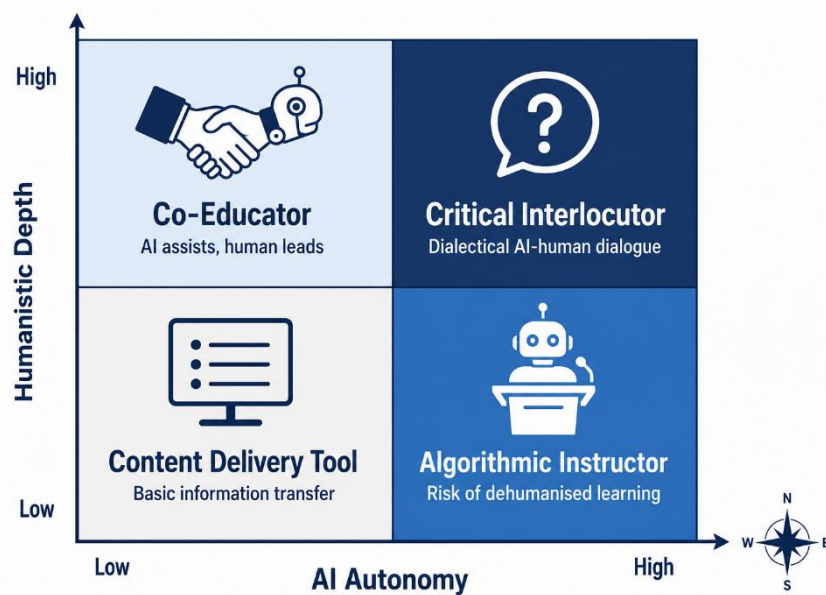 High
?
Co-Educator
AI assists, human leads
Critical Interlocutor
Dialectical AI-human dialogue
Humanistic Depth
Content Delivery Tool
Basic information transfer
Algorithmic Instructor
Risk of dehumanised learning
Low
Low
AI Autonomy
High
N
W
E
S